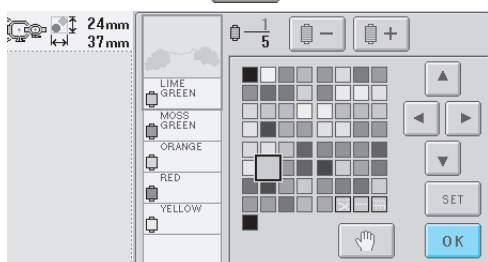 24mm
37mm
1
5
−
+
LIME
GREEN
MOSS
GREEN
ORANGE
RED
YELLOW
SET
OK